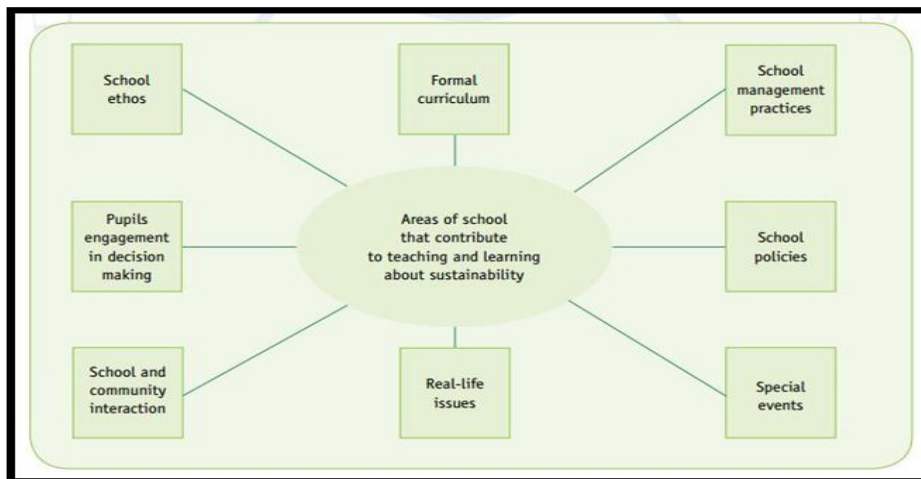 School
ethos
Formal
curriculum
School
management
practices
Pupils
engagement
in decision
making
Areas of school
that contribute
to teaching and learning
about sustainability
School
policies
School and
community
interaction
Real-life
issues
Special
events